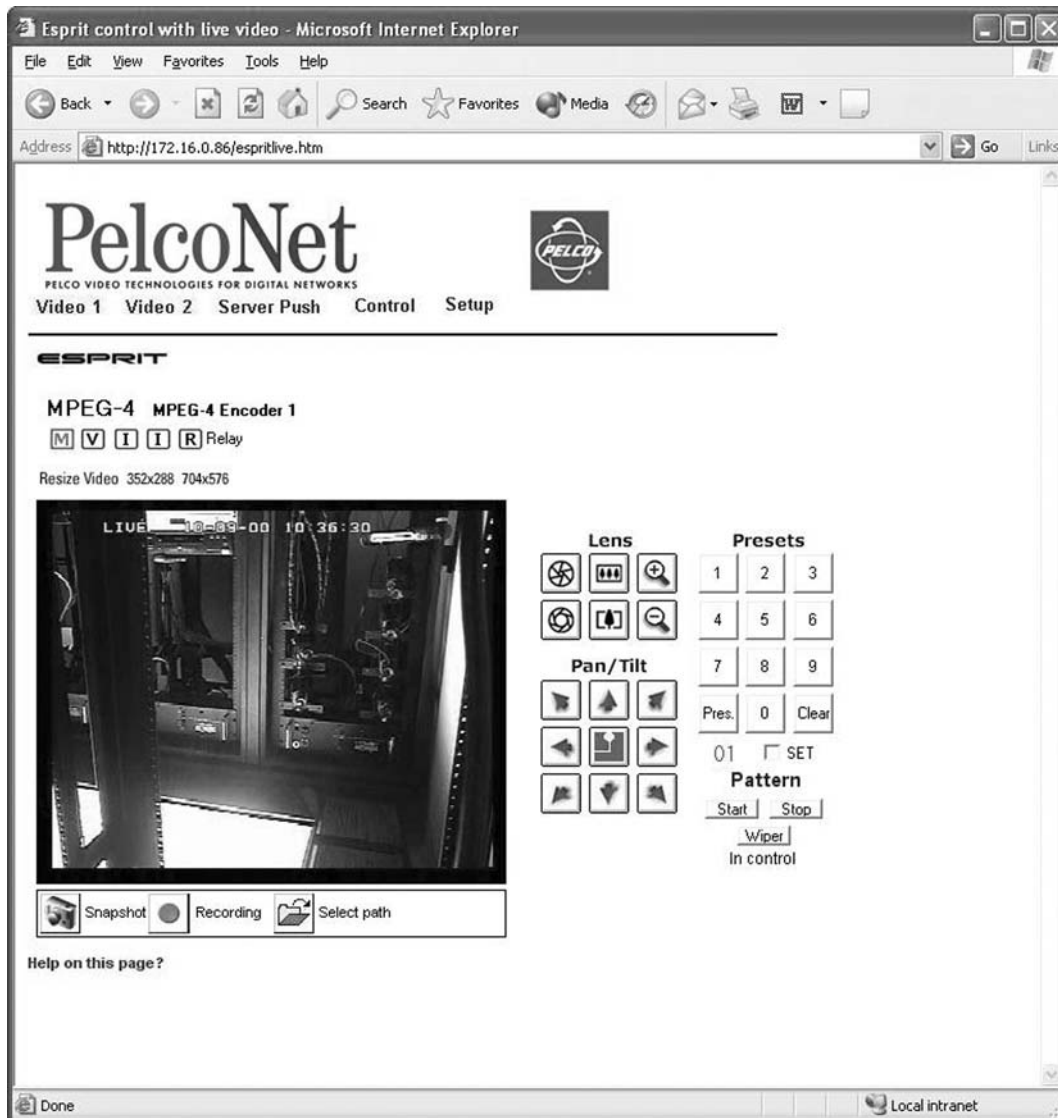 Esprit control with live video - Microsoft Internet Explorer
File Edit View Favorites Tools Help
Back Search Favorites Media
Address http://172.16.0.86/espritlive.htm Go Links
PelcoNet
PELCO
PELCO VIDEO TECHNOLOGIES FOR DIGITAL NETWORKS
Video 1 Video 2 Server Push Control Setup
ESPRIT
MPEG-4 MPEG-4 Encoder 1
M V I I R Relay
Resize Video 352x288 704x576
LIVE 10-09-00 10:36:30
Lens
Pan/Tilt
Presets
1 2 3
4 5 6
7 8 9
Pres. 0 Clear
01 SET
Pattern
Start Stop
Wiper
In control
Snapshot Recording Select path
Help on this page?
Done Local intranet